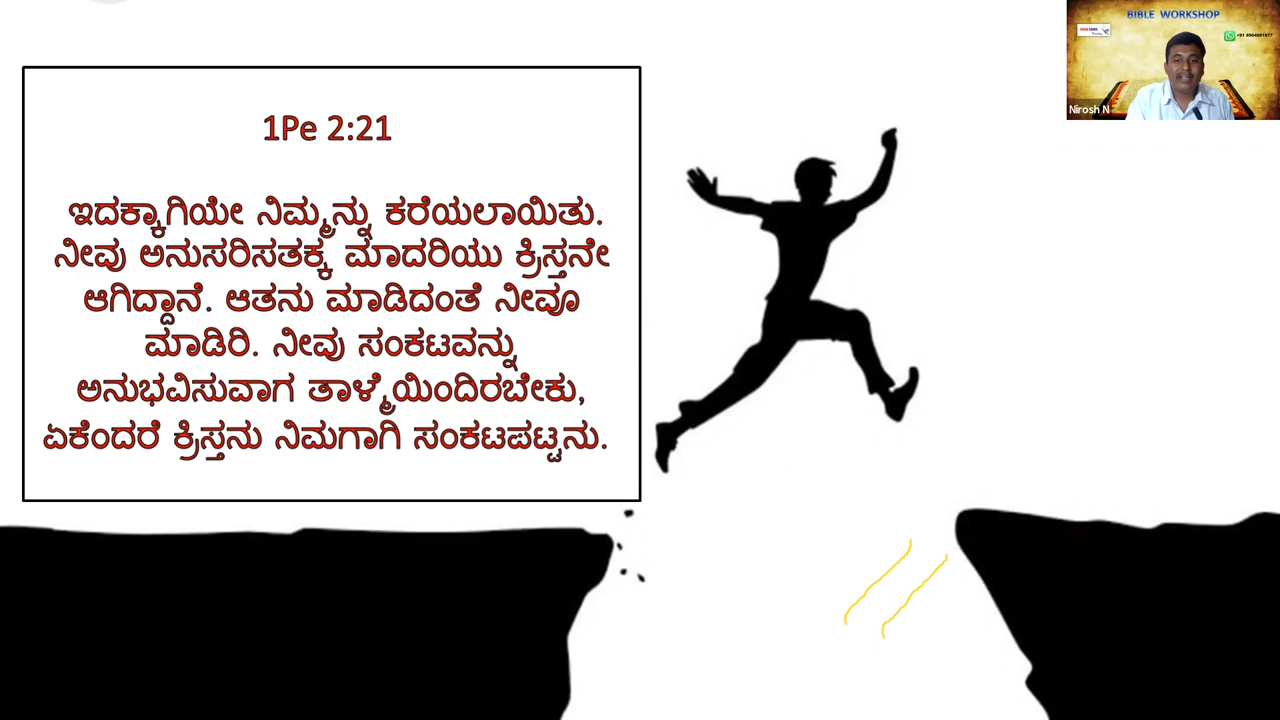 BIBLE WORKSHOP
Nirosh N
1Pe 2:21
ಇದಕ್ಕಾಗಿಯೇ ನಿಮ್ಮನ್ನು ಕರೆಯಲಾಯಿತು.
ನೀವು ಅನುಸರಿಸತಕ್ಕ ಮಾದರಿಯು ಕ್ರಿಸ್ತನೇ
ಆಗಿದ್ದಾನೆ. ಆತನು ಮಾಡಿದಂತೆ ನೀವೂ
ಮಾಡಿರಿ. ನೀವು ಸಂಕಟವನ್ನು
ಅನುಭವಿಸುವಾಗ ತಾಳ್ಮೆಯಿಂದಿರಬೇಕು,
ಏಕೆಂದರೆ ಕ್ರಿಸ್ತನು ನಿಮಗಾಗಿ ಸಂಕಟಪಟ್ಟನು.